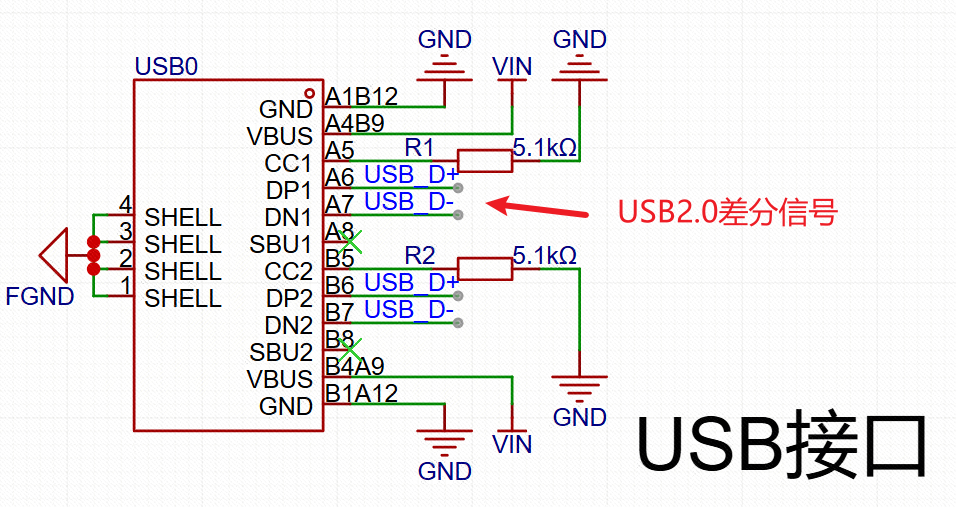 GND
GND
USB0
VIN
GND A1B12
VBUS A4B9
CC1 A5 R1 5.1kΩ
DP1 A6 USB_D+
DN1 A7 USB_D-
USB2.0差分信号
4 SHELL
3 SHELL
2 SHELL
1 SHELL
FGND
SBU1 A8
CC2 B5 R2 5.1kΩ
DP2 B6 USB_D+
DN2 B7 USB_D-
SBU2 B8
VBUS B4A9
GND B1A12
GND
VIN
GND
USB接口